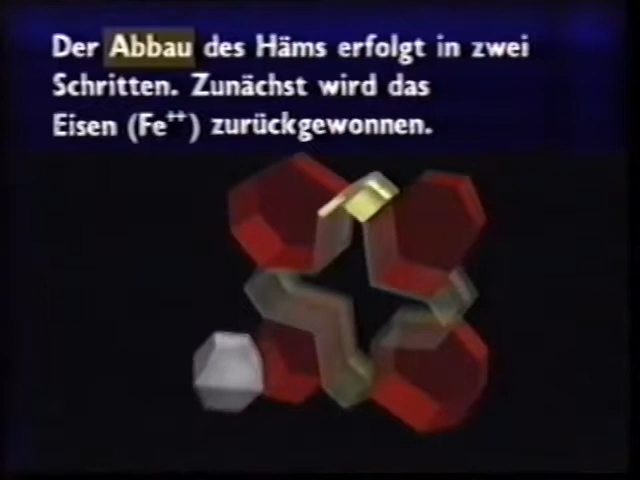 Der Abbau des Häms erfolgt in zwei
Schritten. Zunächst wird das
Eisen (Fe⁺⁺) zurückgewonnen.